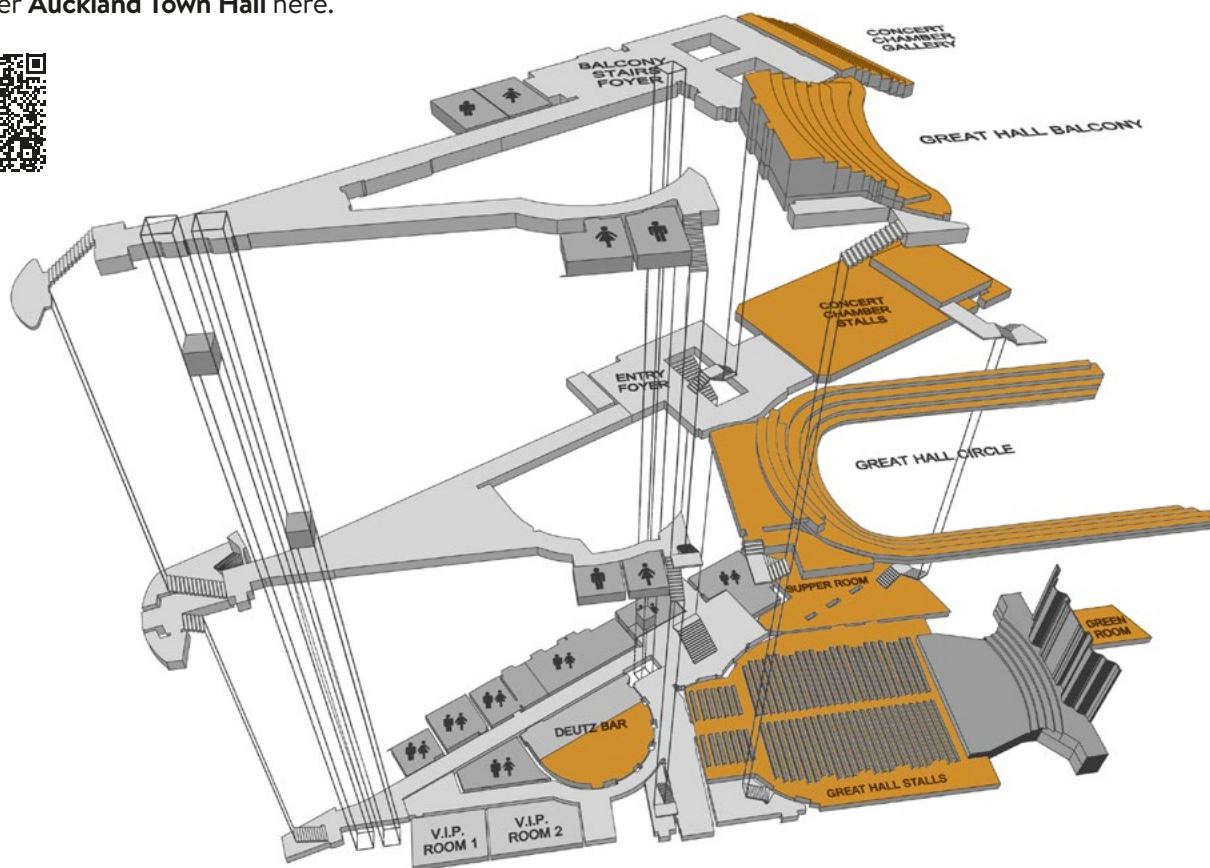 er Auckland Town Hall here.
CONCERT
CHAMBER
GALLERY
BALCONY
STAIRS
FOYER
GREAT HALL BALCONY
CONCERT
CHAMBER
STALLS
ENTRY
FOYER
GREAT HALL CIRCLE
SUPPER ROOM
GREEN
ROOM
DEUTZ BAR
GREAT HALL STALLS
V.I.P.
ROOM 1
V.I.P.
ROOM 2